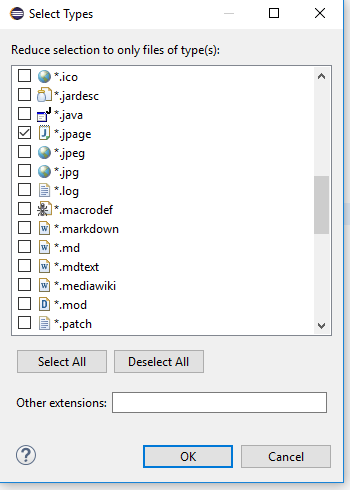 Select Types
Reduce selection to only files of type(s):
*.ico
*.jardesc
*.java
*.jpage
*.jpeg
*.jpg
*.log
*.macrodef
*.markdown
*.md
*.mdtext
*.mediawiki
*.mod
*.patch
Select All Deselect All
Other extensions:
OK Cancel